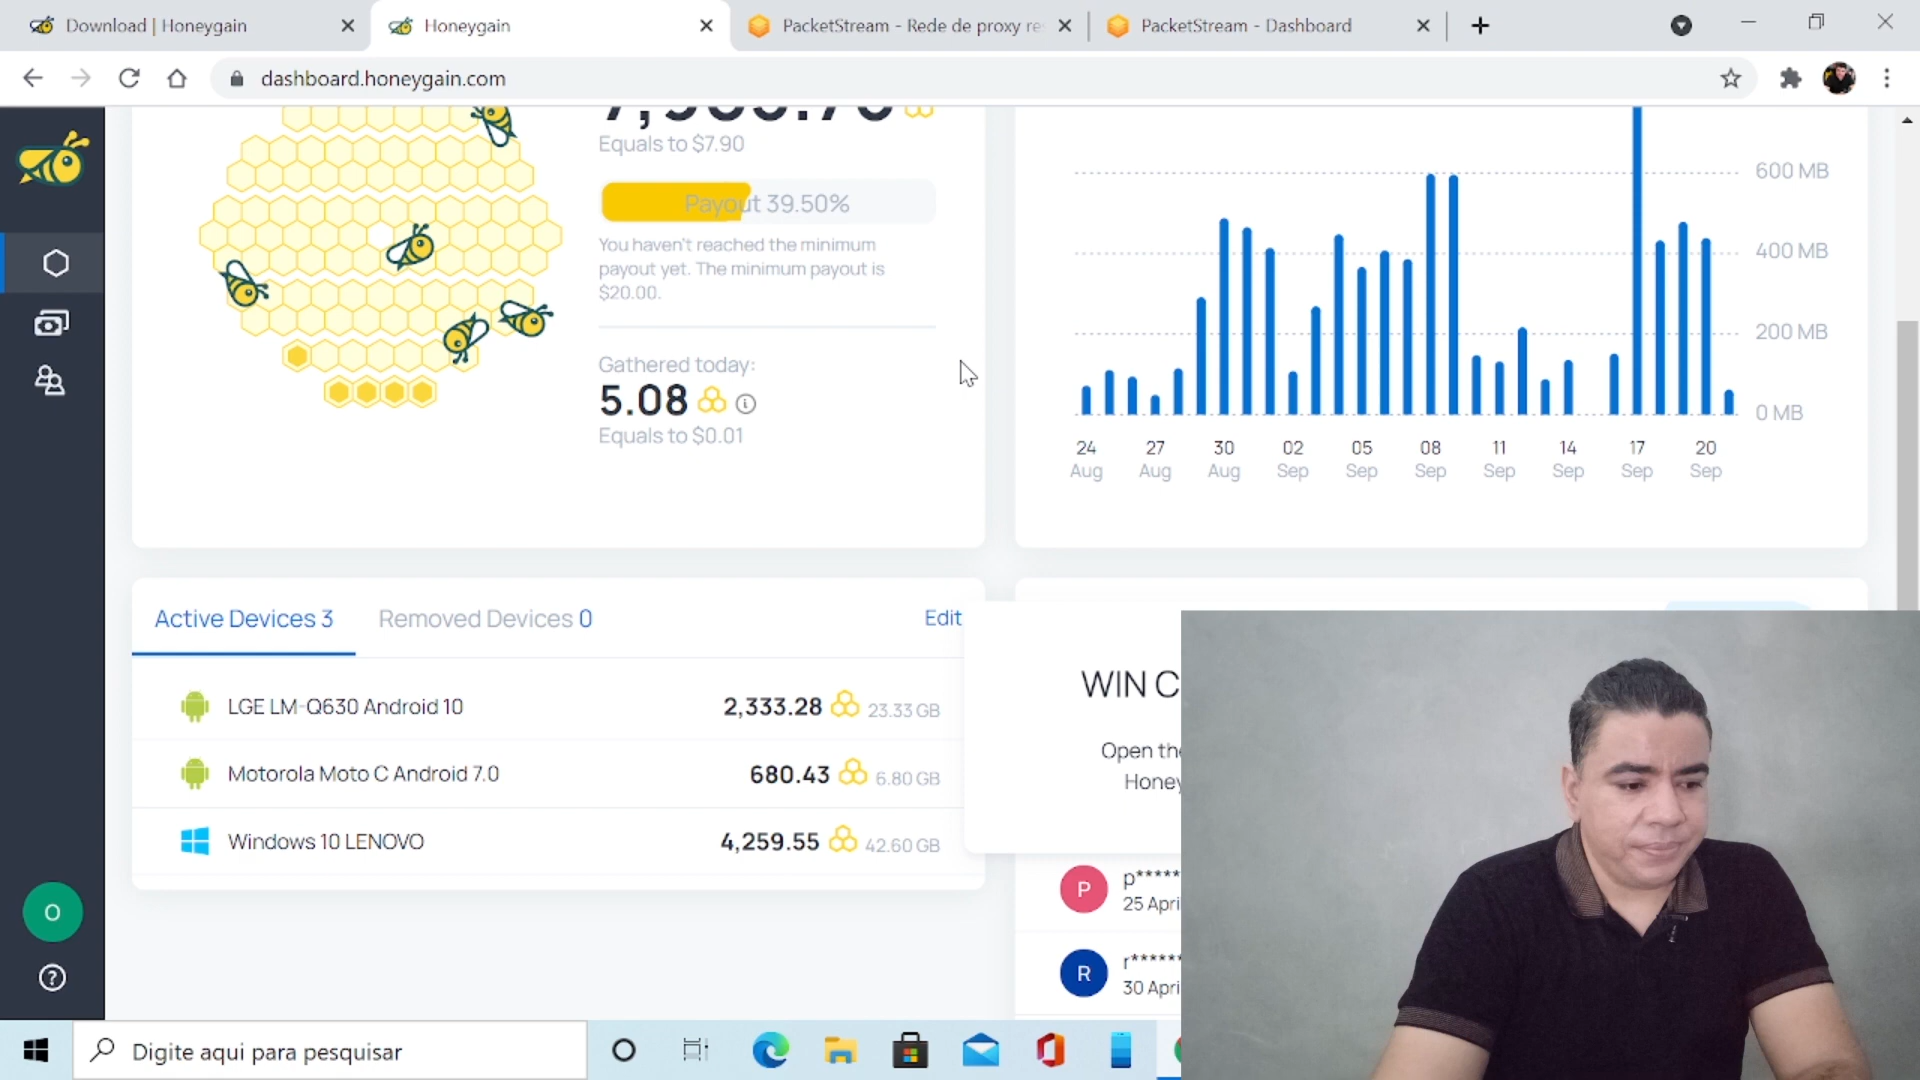 Download | Honeygain
Honeygain
PacketStream - Rede de proxy re
PacketStream - Dashboard
dashboard.honeygain.com
Equals to $7.90
Payout 39.50%
You haven't reached the minimum
payout yet. The minimum payout is
$20.00.
Gathered today:
5.08
Equals to $0.01
600 MB
400 MB
200 MB
0 MB
24 27 30 02 05 08 11 14 17 20
Aug Aug Aug Sep Sep Sep Sep Sep Sep Sep
Active Devices 3 Removed Devices 0 Edit
LGE LM-Q630 Android 10 2,333.28 23.33 GB
Motorola Moto C Android 7.0 680.43 6.80 GB
Windows 10 LENOVO 4,259.55 42.60 GB
WIN C
Open the
Honey
P p*****
25 Apri
R r*****
30 Apri
O
Digite aqui para pesquisar